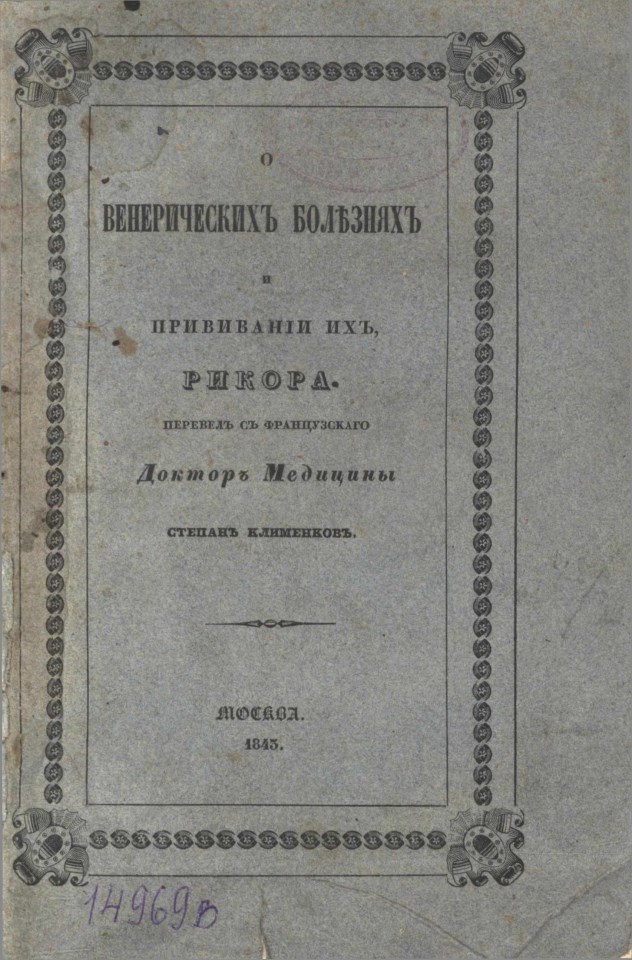 О
ВЕНЕРИЧЕСКИХЪ БОЛѢЗНЯХЪ
и
ПРИВИВАНІИ ИХЪ,
РИКОРА.
ПЕРЕВЕЛЪ СЪ ФРАНЦУЗСКАГО
Докторъ Медицины
СТЕПАНЪ КЛИМЕНКОВЪ.
МОСКВА.
1843.
14969в